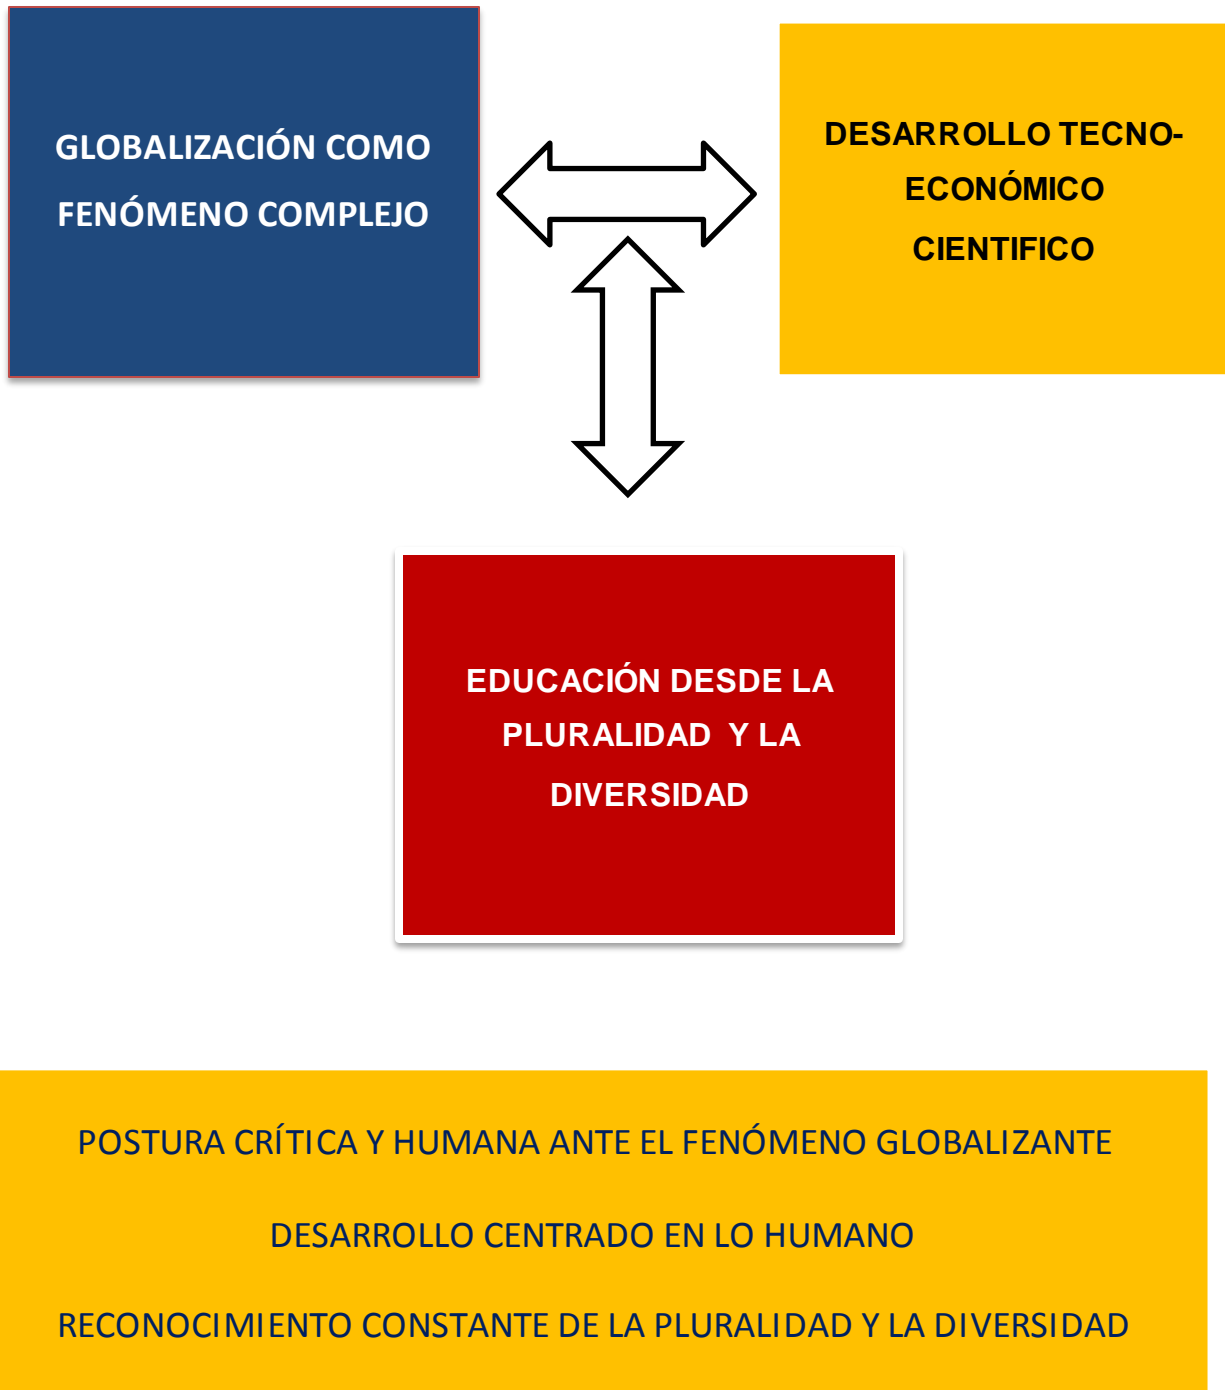 GLOBALIZACIÓN COMO
FENÓMENO COMPLEJO
DESARROLLO TECNO-
ECONÓMICO
CIENTIFICO
EDUCACIÓN DESDE LA
PLURALIDAD Y LA
DIVERSIDAD
POSTURA CRÍTICA Y HUMANA ANTE EL FENÓMENO GLOBALIZANTE
DESARROLLO CENTRADO EN LO HUMANO
RECONOCIMIENTO CONSTANTE DE LA PLURALIDAD Y LA DIVERSIDAD